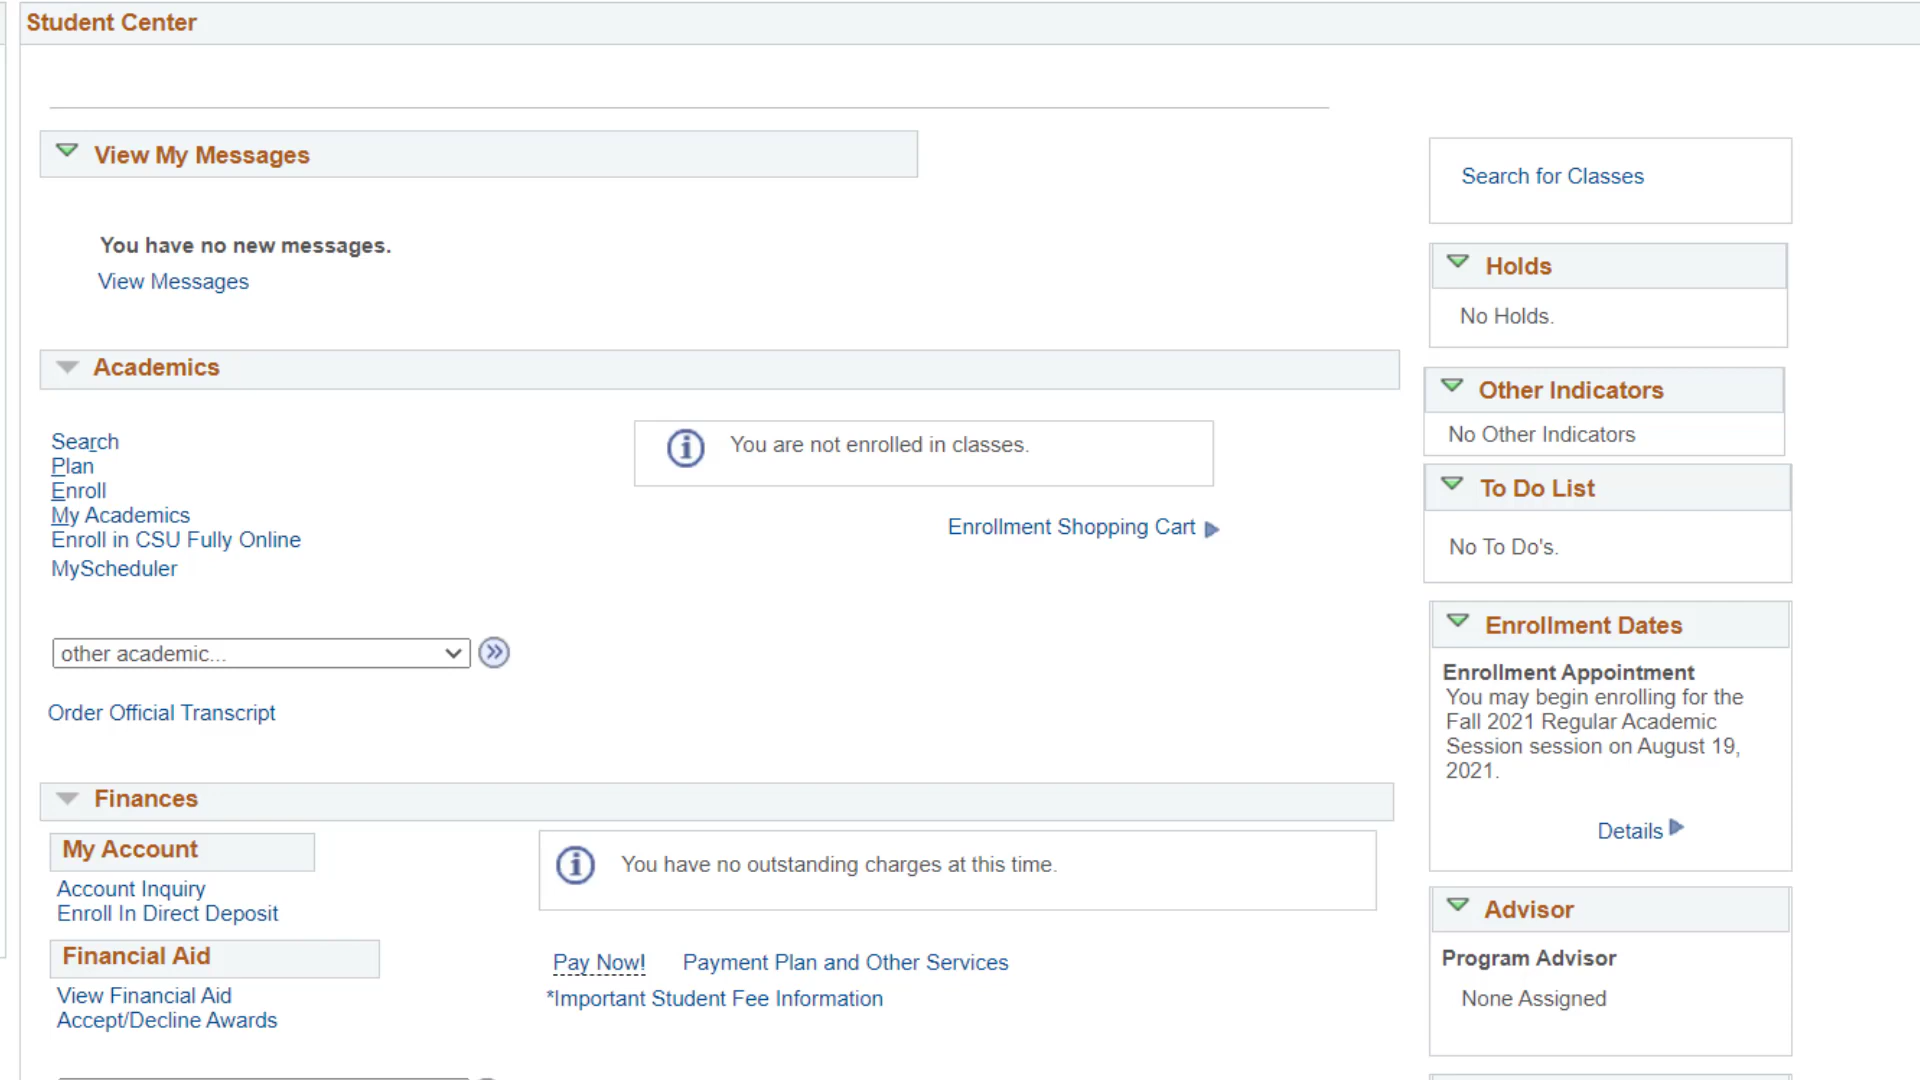 Student Center
View My Messages
You have no new messages.
View Messages
Academics
Search
Plan
Enroll
My Academics
Enroll in CSU Fully Online
MyScheduler
You are not enrolled in classes.
Enrollment Shopping Cart
other academic...
Order Official Transcript
Finances
My Account
Account Inquiry
Enroll In Direct Deposit
Financial Aid
View Financial Aid
Accept/Decline Awards
You have no outstanding charges at this time.
Pay Now! Payment Plan and Other Services
*Important Student Fee Information
Search for Classes
Holds
No Holds.
Other Indicators
No Other Indicators
To Do List
No To Do's.
Enrollment Dates
Enrollment Appointment
You may begin enrolling for the
Fall 2021 Regular Academic
Session session on August 19,
2021.
Details
Advisor
Program Advisor
None Assigned